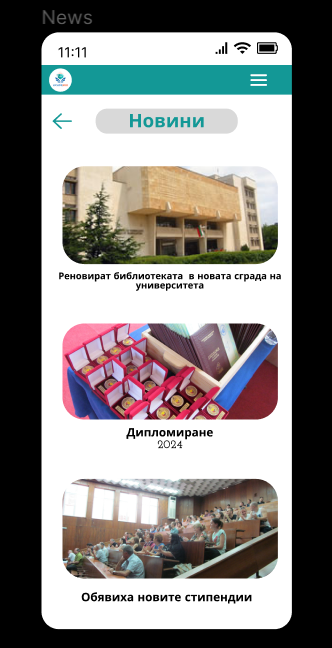 News
11:11
Новини
Реновират библиотеката в новата сграда на
университета
Дипломиране
2024
Обявиха новите стипендии